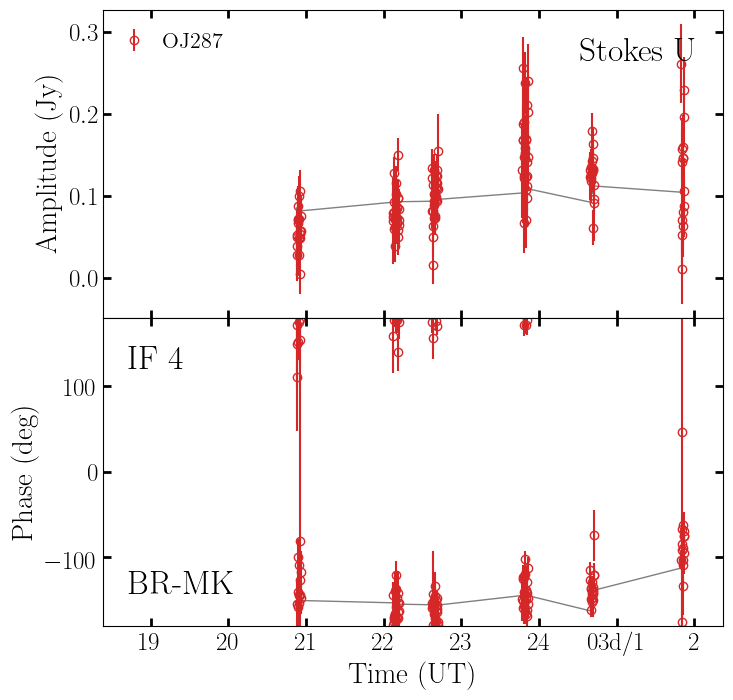 OJ287
Stokes U
Amplitude (Jy)
0.3
0.2
0.1
0.0
IF 4
BR-MK
Phase (deg)
100
0
−100
19 20 21 22 23 24 03d/1 2
Time (UT)